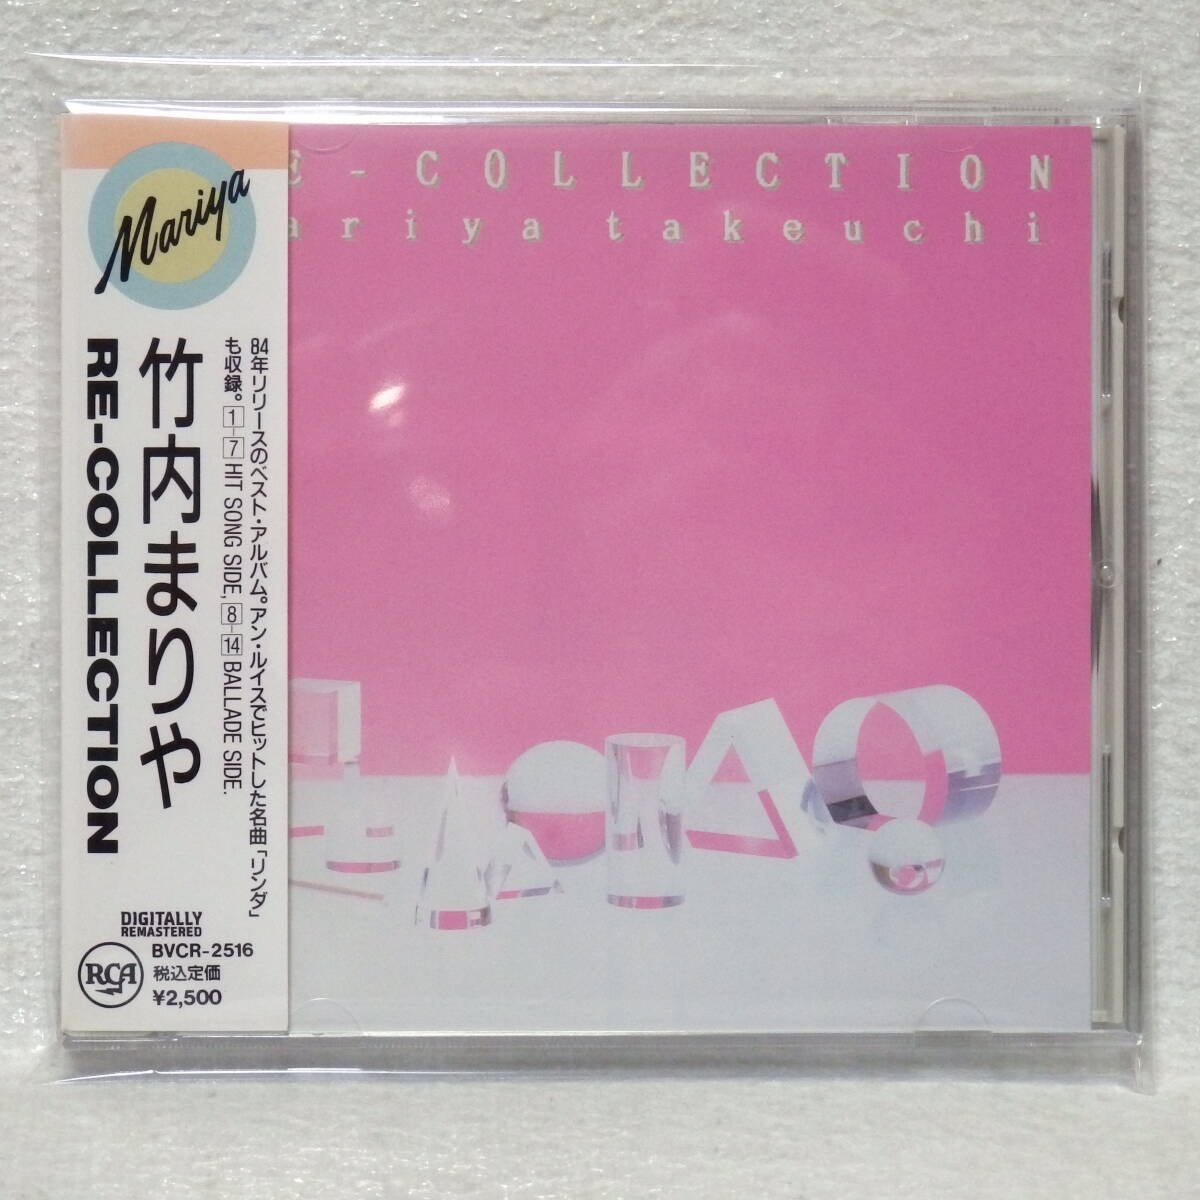 Mariya
竹内まりや
RE-COLLECTION
84年リリースのベスト・アルバム。アン・ルイスでヒットした名曲「リンダ」
も収録。1-7 HIT SONG SIDE, 8-14 BALLADE SIDE.
DIGITALLY
REMASTERED
BVCR-2516
RCA
税込定価
¥2,500
E-COLLECTION
ariya takeuchi